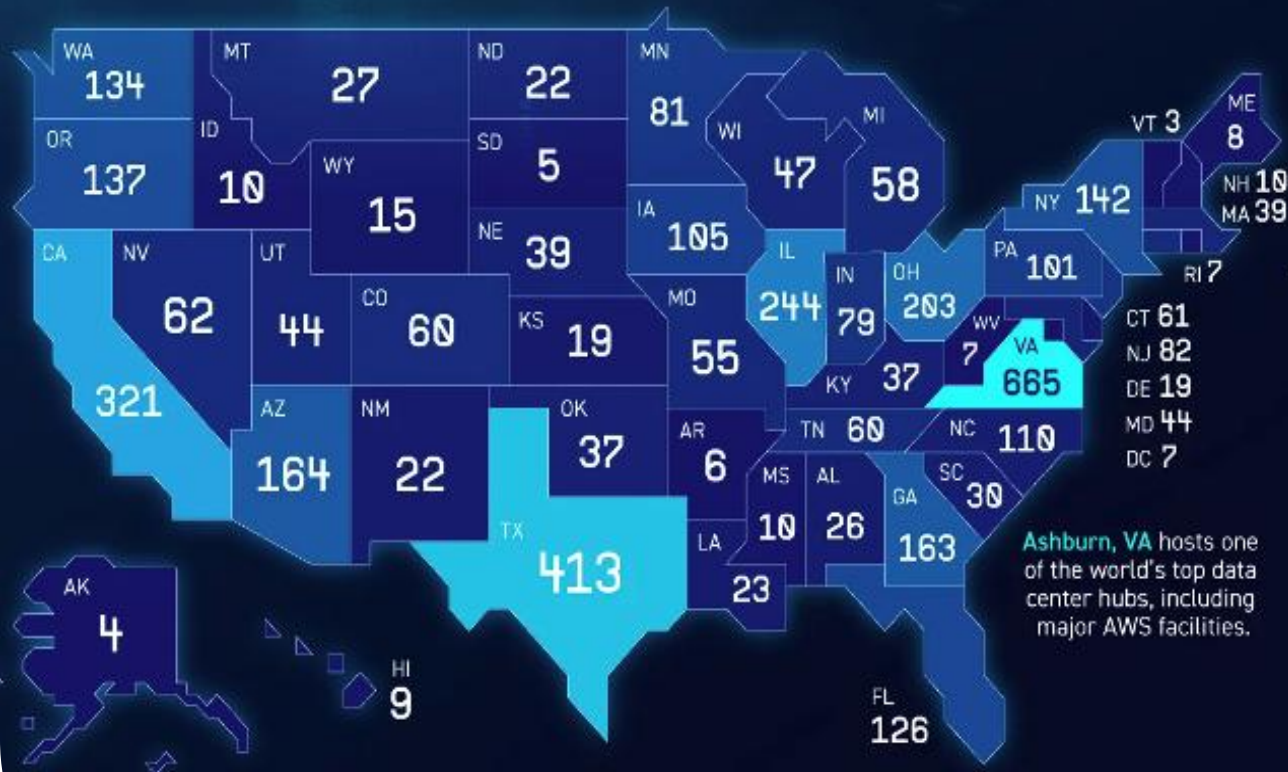 WA
134
MT
27
ND
22
MN
81
OR
137
ID
10
WY
15
SD
5
WI
47
MI
58
VT 3
ME
8
NH 10
MA 39
NY 142
RI 7
CA
321
NV
62
UT
44
CO
60
NE
39
IA
105
KS
19
MO
55
IL
244
IN
79
OH
203
PA
101
WV
7
VA
665
KY
37
CT 61
NJ 82
DE 19
MD 44
DC 7
AZ
164
NM
22
OK
37
AR
6
TN 60
NC
110
SC
30
MS
10
AL
26
GA
163
TX
413
LA
23
Ashburn, VA hosts one
of the world's top data
center hubs, including
major AWS facilities.
AK
4
HI
9
FL
126